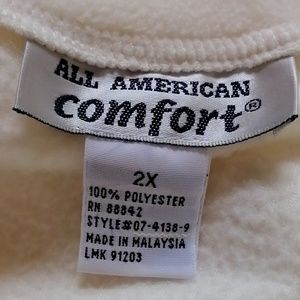 ALL AMERICAN
comfort®
2X
100% POLYESTER
RN 88842
STYLE#07-4138-9
MADE IN MALAYSIA
LMK 91203